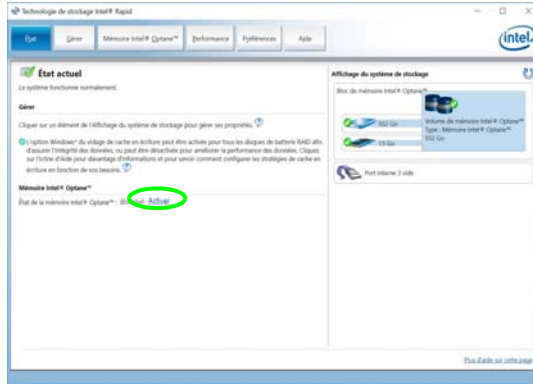 Technologie de stockage Intel® Rapid
État
Gérer
Mémoire Intel® Optane™
Performance
Préférences
Aide
intel
État actuel
Le système fonctionne normalement.
Gérer
Cliquer sur un élément de l'Affichage du système de stockage pour gérer ses propriétés.
L'option Windows* du vidage de cache en écriture peut être activée pour tous les disques de batterie RAID afin
d'assurer l'intégrité des données, ou peut être désactivée pour améliorer la performance des données. Cliquez
sur l'icône d'Aide pour davantage d'informations et pour savoir comment configurer les stratégies de cache en
écriture en fonction de vos besoins.
Mémoire Intel® Optane™
État de la mémoire Intel® Optane™ : Activer
Affichage du système de stockage
Bloc de mémoire Intel® Optane™
932 Go
13 Go
Volume de mémoire Intel® Optane™
Type : Mémoire Intel® Optane™
932 Go
Port interne 3 vide
Plus d'aide sur cette page